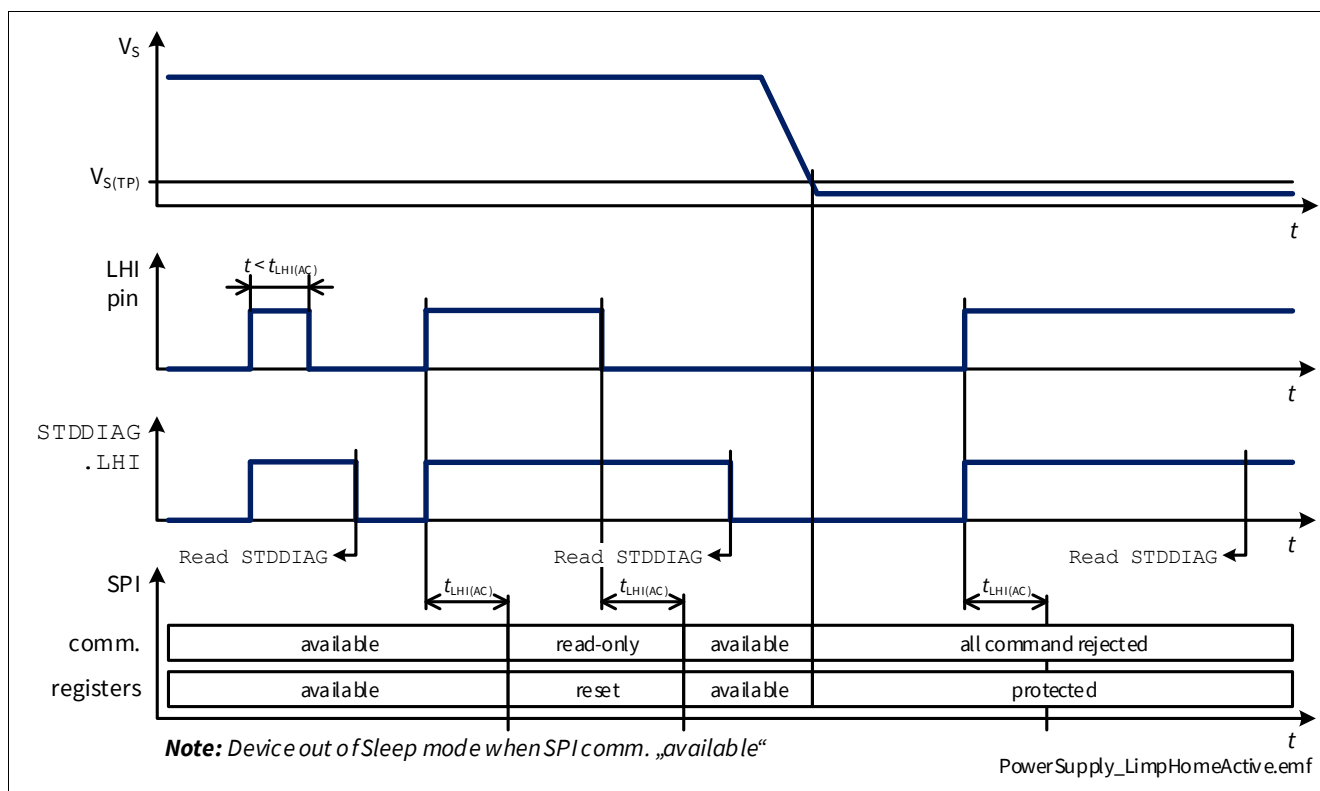 VS
VS(TP)
t
LHI
pin
t < tLHI(AC)
t
STDDIAG
.LHI
t
Read STDDIAG
Read STDDIAG
Read STDDIAG
SPI
tLHI(AC)
tLHI(AC)
tLHI(AC)
comm.
available
read-only
available
all command rejected
registers
available
reset
available
protected
t
Note: Device out of Sleep mode when SPI comm. „available“
PowerSupply_LimpHomeActive.emf